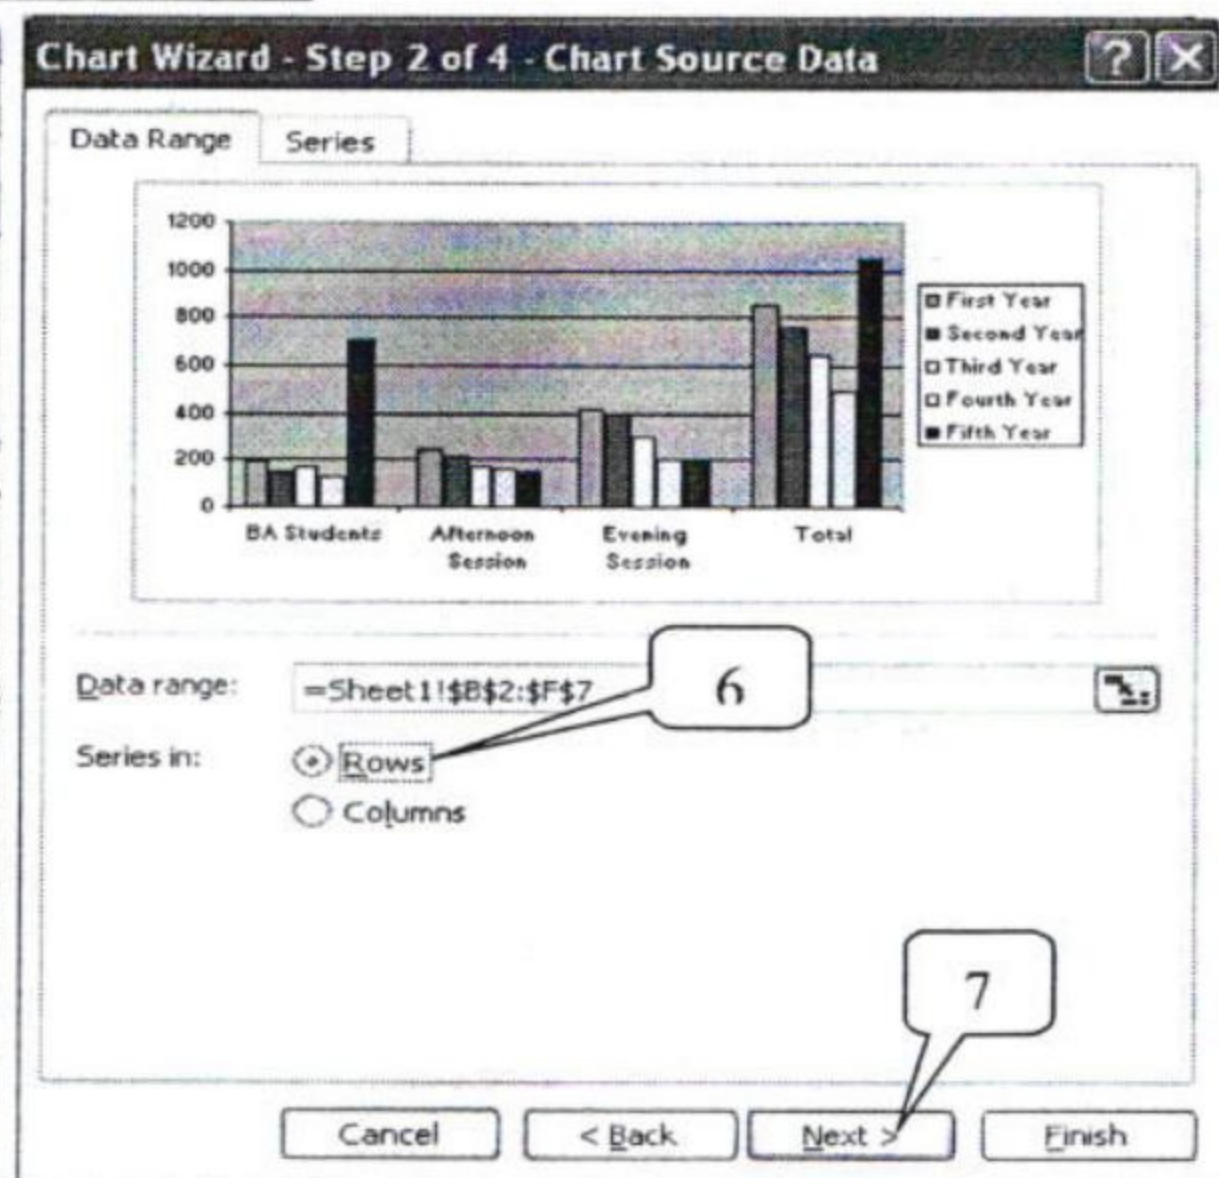 Chart Wizard - Step 2 of 4 - Chart Source Data
Data Range
Series
1200
1000
800
600
400
200
0
BA Students
Afternoon
Session
Evening
Session
Total
First Year
Second Year
Third Year
Fourth Year
Fifth Year
Data range:
=Sheet1!$B$2:$F$7
6
Series in:
Rows
Columns
7
Cancel
< Back
Next >
Finish